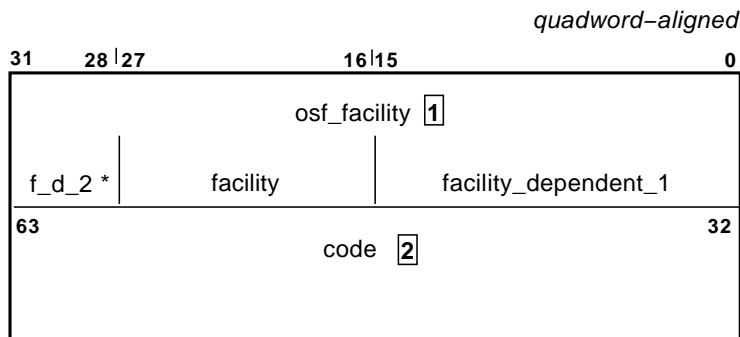 quadword–aligned
31 28 27 16 15 0
osf_facility 1
f_d_2 * facility facility_dependent_1
63 32
code 2